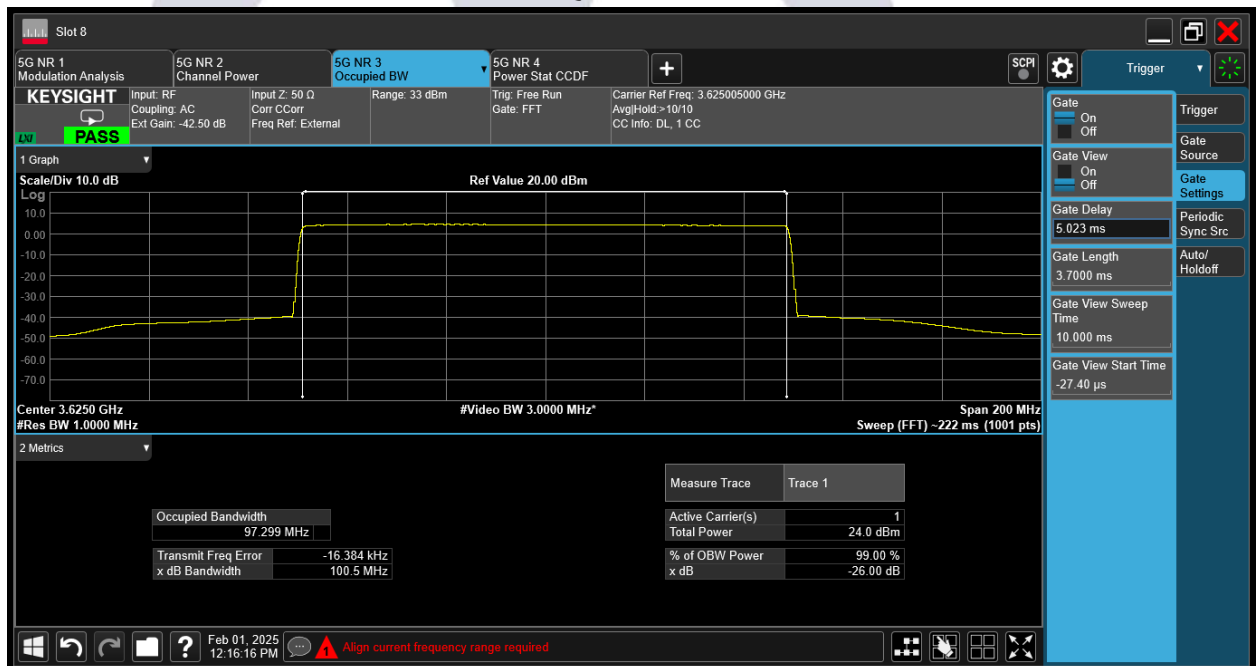 Slot 8
5G NR 1
Modulation Analysis
5G NR 2
Channel Power
5G NR 3
Occupied BW
5G NR 4
Power Stat CCDF
SCPI
Trigger
KEYSIGHT
LXI
PASS
Input: RF
Coupling: AC
Ext Gain: -42.50 dB
Input Z: 50 Ω
Corr CCorr
Freq Ref: External
Range: 33 dBm
Trig: Free Run
Gate: FFT
Carrier Ref Freq: 3.625005000 GHz
Avg|Hold:>10/10
CC Info: DL, 1 CC
1 Graph
Scale/Div 10.0 dB
Ref Value 20.00 dBm
Log
10.0
0.00
-10.0
-20.0
-30.0
-40.0
-50.0
-60.0
-70.0
Center 3.6250 GHz
#Video BW 3.0000 MHz*
Span 200 MHz
#Res BW 1.0000 MHz
Sweep (FFT) ~222 ms (1001 pts)
2 Metrics
Measure Trace Trace 1
Occupied Bandwidth
97.299 MHz
Active Carrier(s) 1
Total Power 24.0 dBm
Transmit Freq Error -16.384 kHz
x dB Bandwidth 100.5 MHz
% of OBW Power 99.00 %
x dB -26.00 dB
Gate
On
Off
Gate View
On
Off
Gate Delay
5.023 ms
Gate Length
3.7000 ms
Gate View Sweep
Time
10.000 ms
Gate View Start Time
-27.40 µs
Trigger
Gate
Source
Gate
Settings
Periodic
Sync Src
Auto/
Holdoff
?
Feb 01, 2025
12:16:16 PM
1
Align current frequency range required